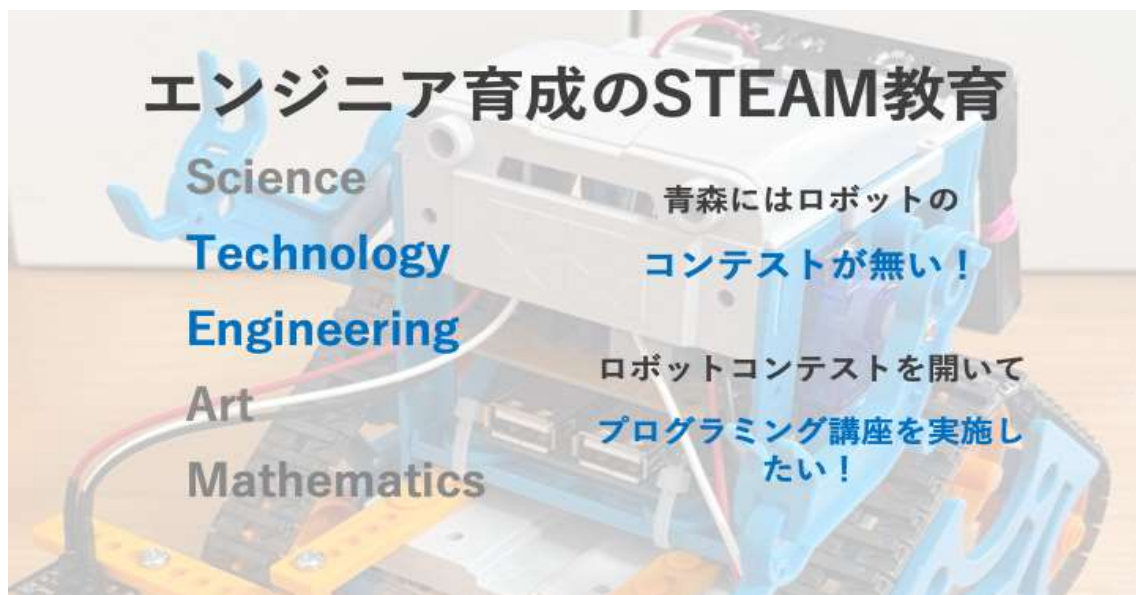 エンジニア育成のSTEAM教育
Science
Technology
Engineering
Art
Mathematics
青森にはロボットの
コンテストが無い！
ロボットコンテストを開いて
プログラミング講座を実施し
たい！